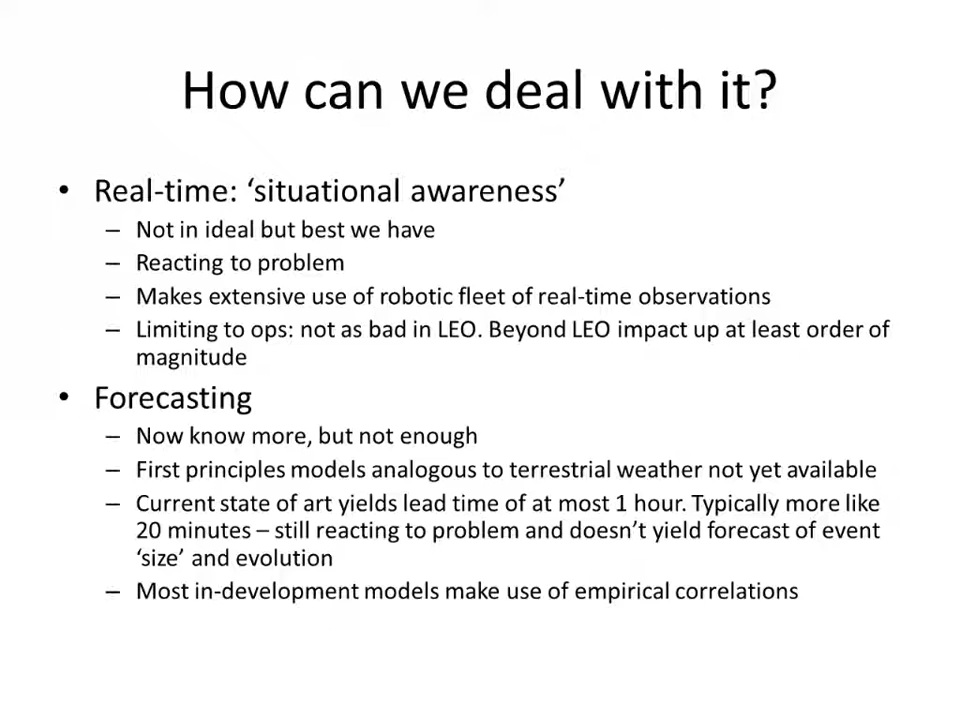 How can we deal with it?
• Real-time: ‘situational awareness’
– Not in ideal but best we have
– Reacting to problem
– Makes extensive use of robotic fleet of real-time observations
– Limiting to ops: not as bad in LEO. Beyond LEO impact up at least order of
magnitude
• Forecasting
– Now know more, but not enough
– First principles models analogous to terrestrial weather not yet available
– Current state of art yields lead time of at most 1 hour. Typically more like
20 minutes – still reacting to problem and doesn’t yield forecast of event
‘size’ and evolution
– Most in-development models make use of empirical correlations